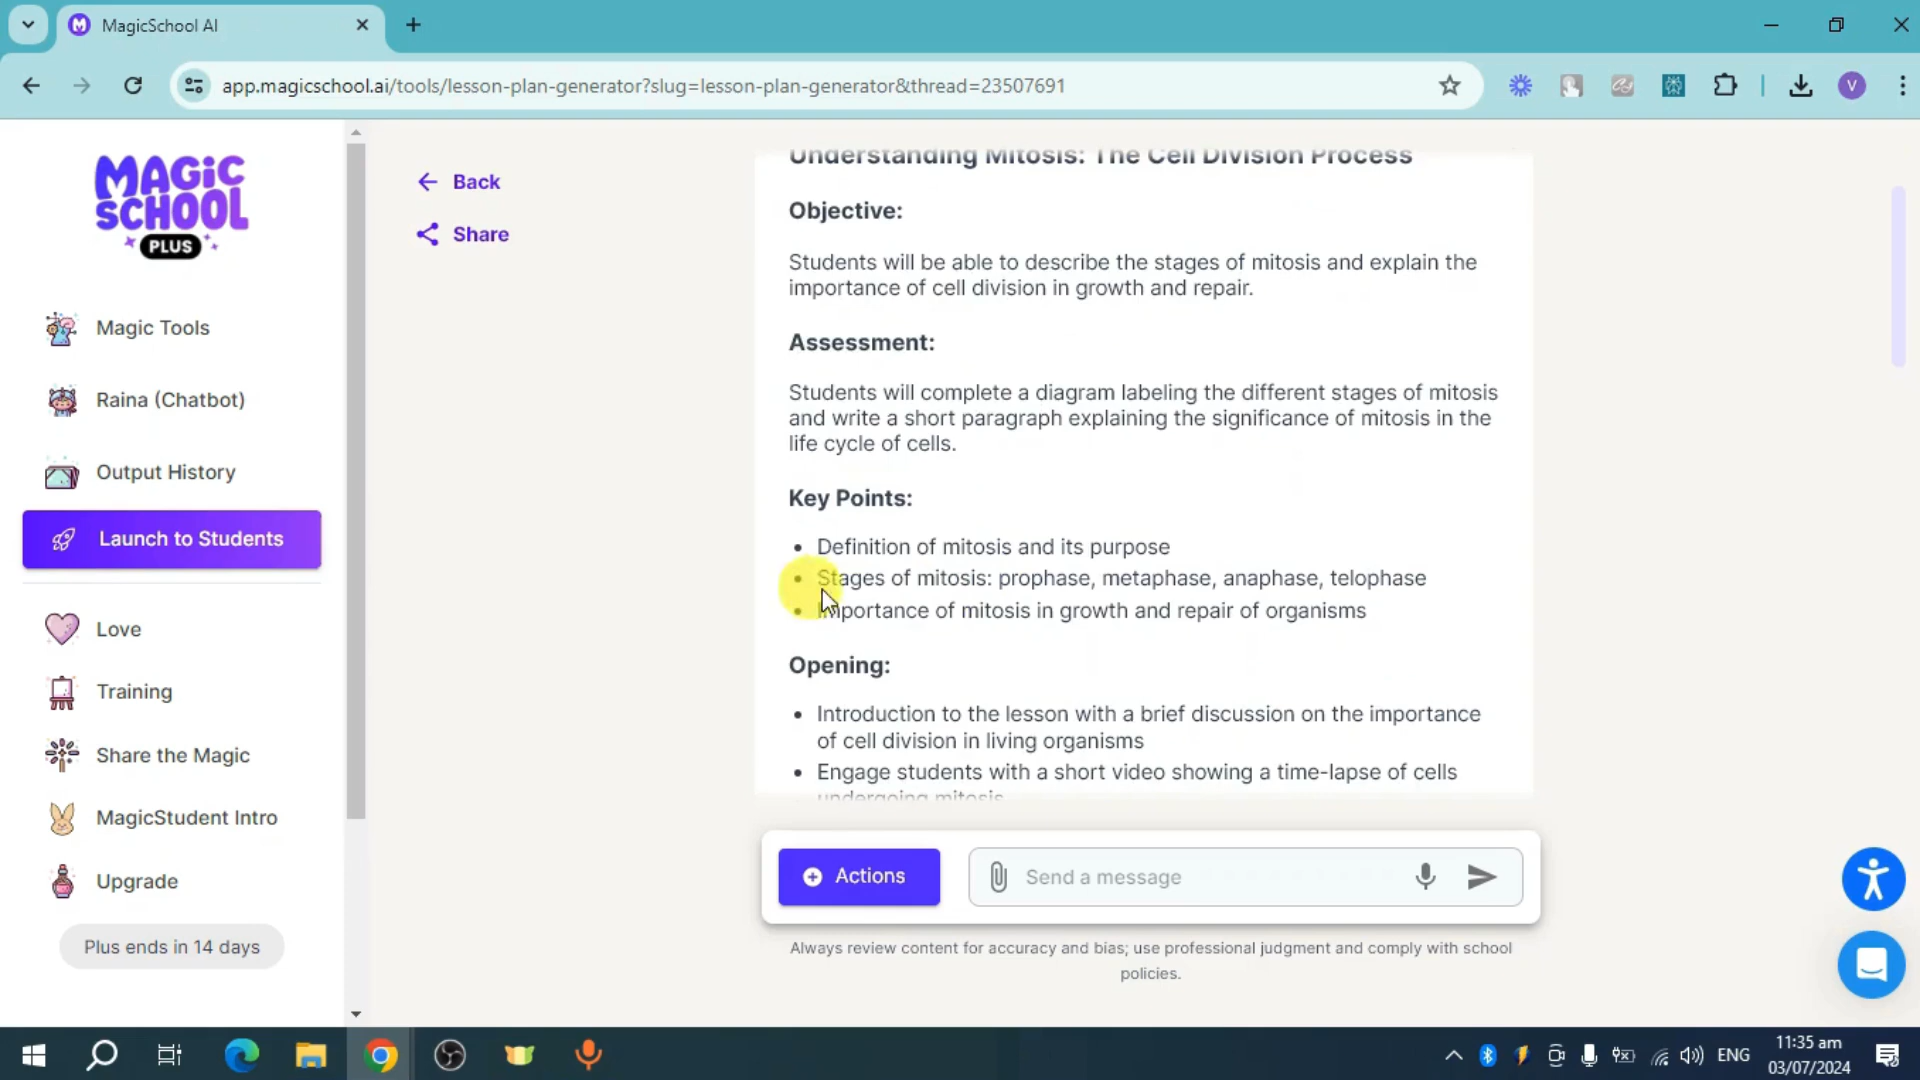 MagicSchool AI
app.magicschool.ai/tools/lesson-plan-generator?slug=lesson-plan-generator&thread=23507691
V
MAGiC
SCHOOL
PLUS
Magic Tools
Raina (Chatbot)
Output History
Launch to Students
Love
Training
Share the Magic
MagicStudent Intro
Upgrade
Plus ends in 14 days
Back
Share
Understanding Mitosis: The Cell Division Process
Objective:
Students will be able to describe the stages of mitosis and explain the
importance of cell division in growth and repair.
Assessment:
Students will complete a diagram labeling the different stages of mitosis
and write a short paragraph explaining the significance of mitosis in the
life cycle of cells.
Key Points:
• Definition of mitosis and its purpose
• Stages of mitosis: prophase, metaphase, anaphase, telophase
• Importance of mitosis in growth and repair of organisms
Opening:
• Introduction to the lesson with a brief discussion on the importance
of cell division in living organisms
• Engage students with a short video showing a time-lapse of cells
undergoing mitosis
Actions
Send a message
Always review content for accuracy and bias; use professional judgment and comply with school
policies.
ENG
11:35 am
03/07/2024